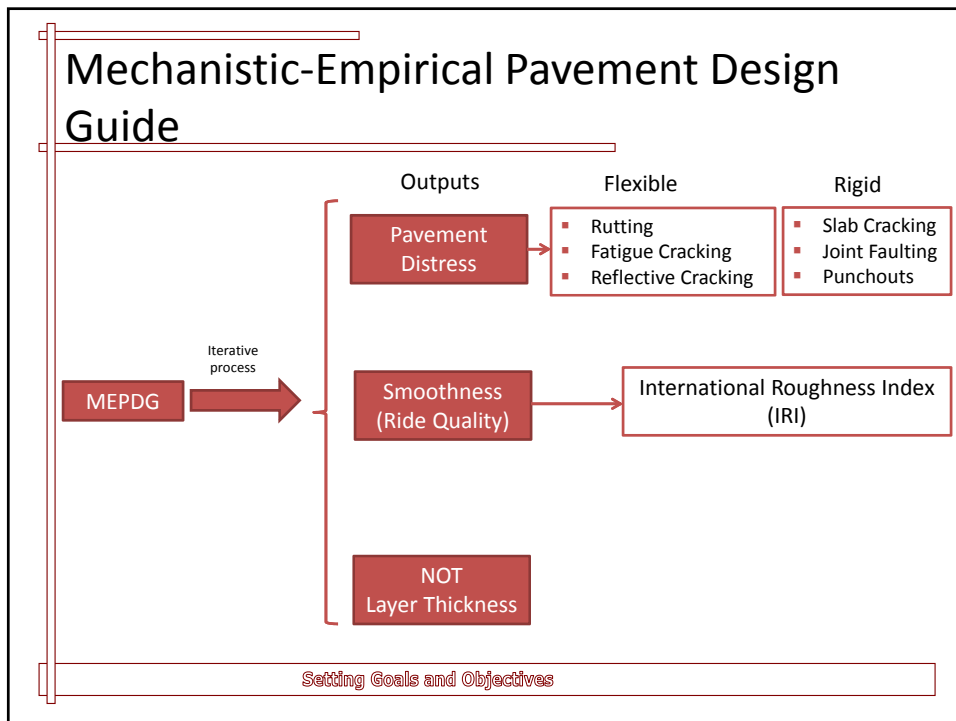 Mechanistic-Empirical Pavement Design
Guide
Outputs
Flexible
Rigid
Pavement
Distress
▪ Rutting
▪ Fatigue Cracking
▪ Reflective Cracking
▪ Slab Cracking
▪ Joint Faulting
▪ Punchouts
Iterative
process
MEPDG
Smoothness
(Ride Quality)
International Roughness Index
(IRI)
NOT
Layer Thickness
Setting Goals and Objectives